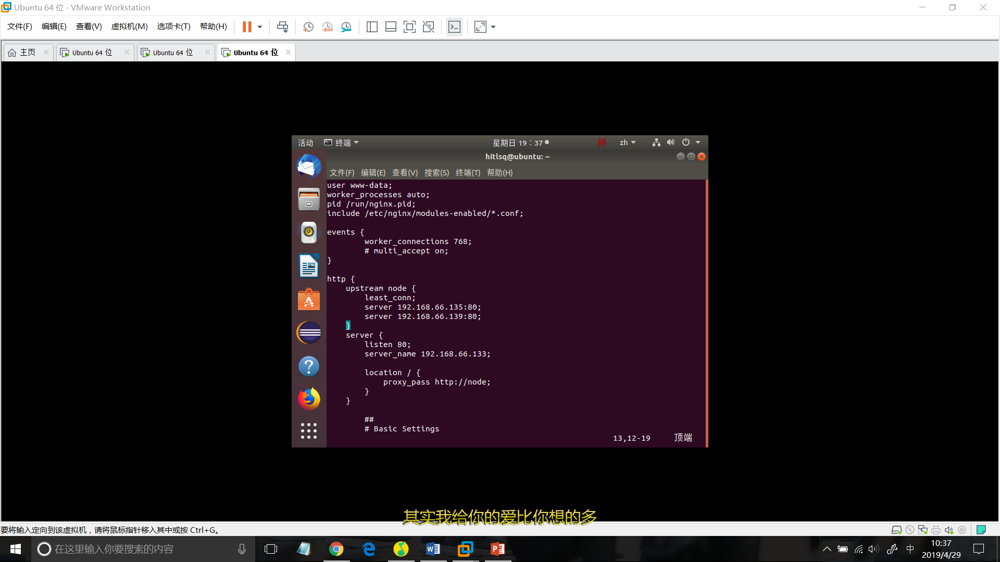 Ubuntu 64 位 - VMware Workstation
文件(F) 编辑(E) 查看(V) 虚拟机(M) 选项卡(T) 帮助(H)
主页 Ubuntu 64 位 Ubuntu 64 位 Ubuntu 64 位
活动 终端 星期日 19:37 拼 zh
hitlsq@ubuntu: ~
文件(F) 编辑(E) 查看(V) 搜索(S) 终端(T) 帮助(H)
user www-data;
worker_processes auto;
pid /run/nginx.pid;
include /etc/nginx/modules-enabled/*.conf;
events {
worker_connections 768;
# multi_accept on;
}
http {
upstream node {
least_conn;
server 192.168.66.135:80;
server 192.168.66.139:80;
}
server {
listen 80;
server_name 192.168.66.133;
location / {
proxy_pass http://node;
}
}
##
# Basic Settings
13,12-19 顶端
其实我给你的爱比你想的多
要将输入定向到该虚拟机，请将鼠标指针移入其中或按 Ctrl+G。
在这里输入你要搜索的内容 中 10:37
2019/4/29